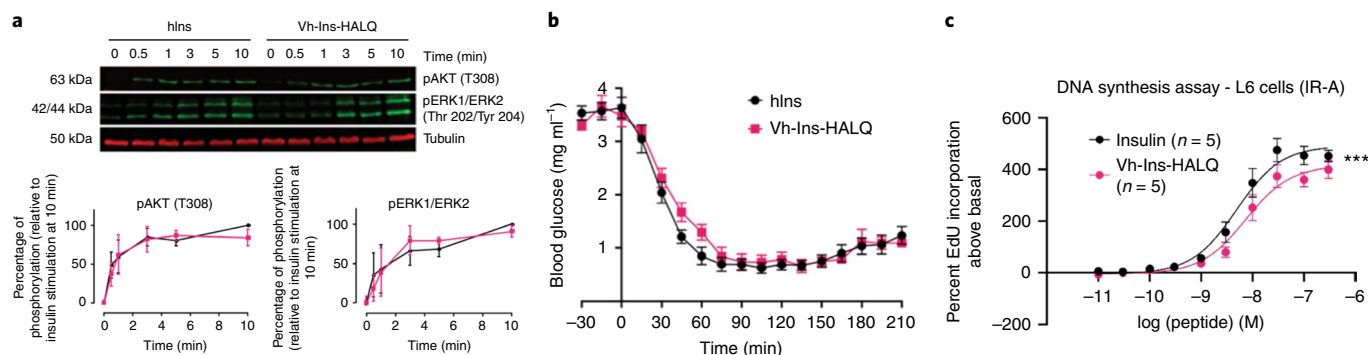 a
hIns
Vh-Ins-HALQ
0 0.5 1 3 5 10 0 0.5 1 3 5 10 Time (min)
63 kDa
pAKT (T308)
42/44 kDa
pERK1/ERK2
(Thr 202/Tyr 204)
50 kDa
Tubulin
Percentage of
phosphorylation (relative to
insulin stimulation at 10 min)
pAKT (T308)
100
50
0
0 2 4 6 8 10
Time (min)
Percentage of phosphorylation
(relative to insulin stimulation at
10 min)
pERK1/ERK2
100
50
0
0 2 4 6 8 10
Time (min)
b
Blood glucose (mg ml⁻¹)
4
3
2
1
hIns
Vh-Ins-HALQ
−30 0 30 60 90 120 150 180 210
Time (min)
c
DNA synthesis assay - L6 cells (IR-A)
Percent EdU incorporation
above basal
600
400
200
0
−200
Insulin (n = 5)
Vh-Ins-HALQ
(n = 5)
***
−11 −10 −9 −8 −7 −6
log (peptide) (M)